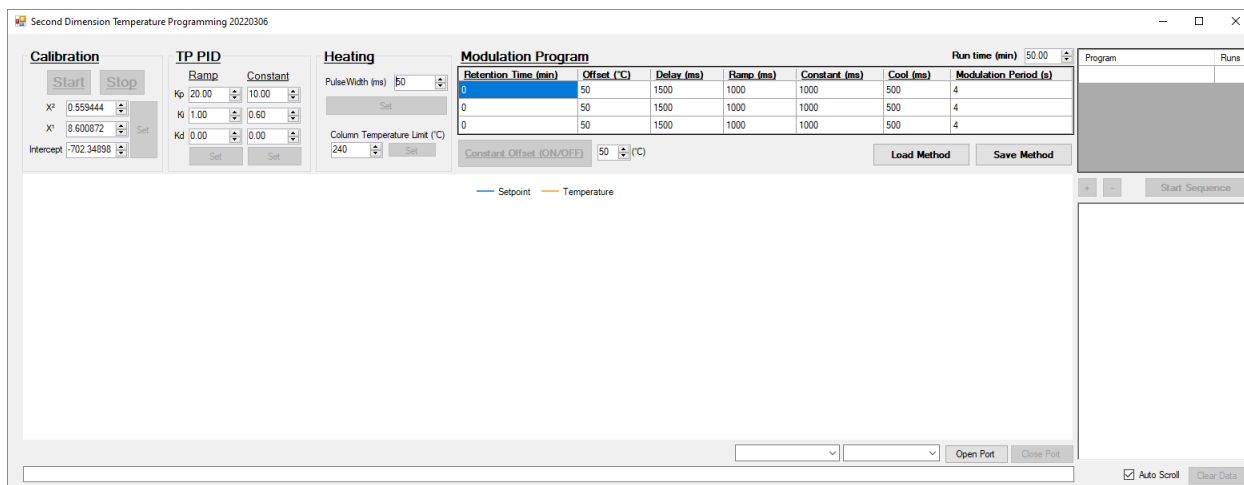 Second Dimension Temperature Programming 20220306
Calibration
Start Stop
X² 0.559444
X¹ 8.600872
Set
Intercept -702.34898
TP PID
Ramp Constant
Kp 20.00 10.00
Ki 1.00 0.60
Kd 0.00 0.00
Set Set
Heating
PulseWidth (ms) 50
Set
Column Temperature Limit (°C)
240 Set
Modulation Program
Run time (min) 50.00
Retention Time (min) Offset (°C) Delay (ms) Ramp (ms) Constant (ms) Cool (ms) Modulation Period (s)
0 50 1500 1000 1000 500 4
0 50 1500 1000 1000 500 4
0 50 1500 1000 1000 500 4
Constant Offset (ON/OFF) 50 (°C)
Load Method Save Method
Program Runs
+ - Start Sequence
Setpoint Temperature
Open Port Close Port
Auto Scroll Clear Data